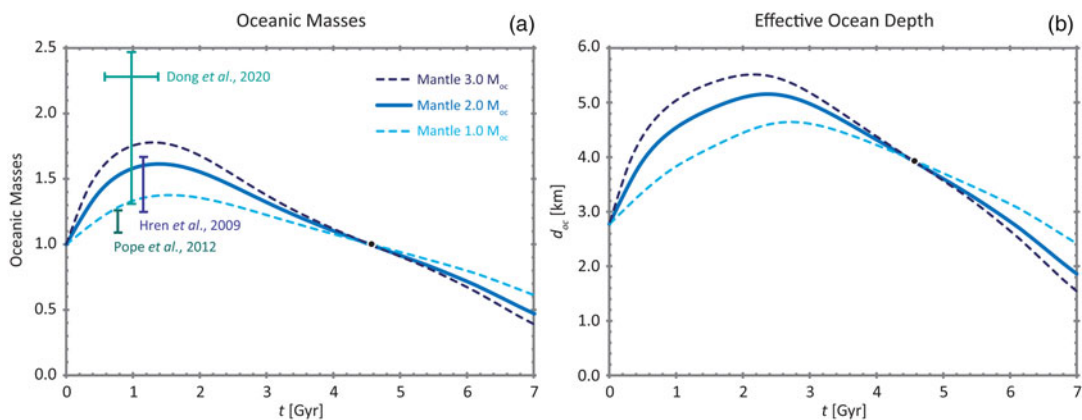 Oceanic Masses
(a)
2.5
2.0
1.5
1.0
0.5
0.0
Oceanic Masses
Dong et al., 2020
Hren et al., 2009
Pope et al., 2012
Mantle 3.0 Moc
Mantle 2.0 Moc
Mantle 1.0 Moc
0 1 2 3 4 5 6 7
t [Gyr]
Effective Ocean Depth
(b)
6.0
5.0
4.0
3.0
2.0
1.0
0.0
doc [km]
0 1 2 3 4 5 6 7
t [Gyr]